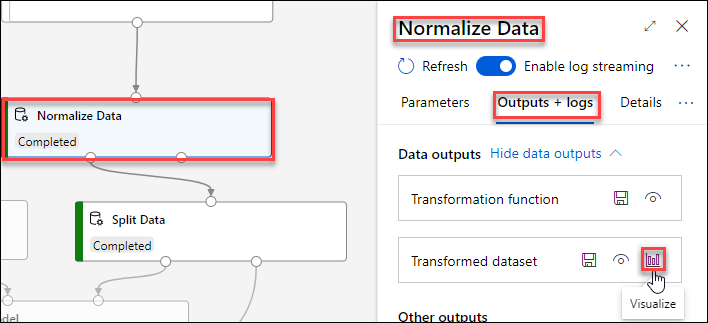 Normalize Data
Completed
Split Data
Completed
del
Normalize Data
Refresh
Enable log streaming
...
Parameters
Outputs + logs
Details
...
Data outputs
Hide data outputs
Transformation function
Transformed dataset
Visualize
Other outputs